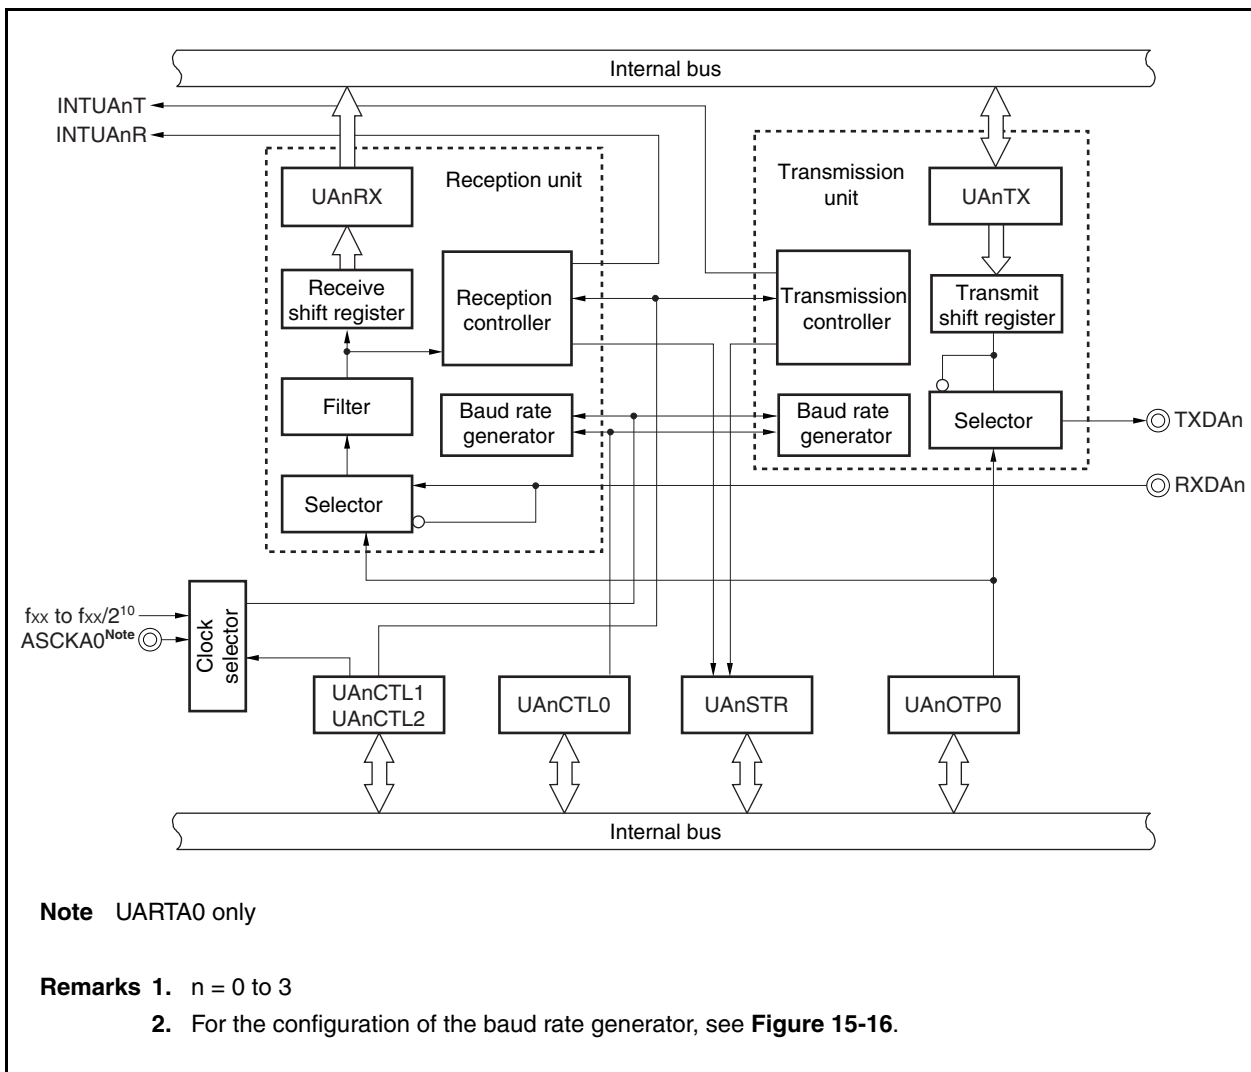 Internal bus
INTUAnT
INTUAnR
Reception unit
UAnRX
Receive
shift register
Reception
controller
Filter
Baud rate
generator
Selector
Transmission
unit
UAnTX
Transmission
controller
Transmit
shift register
Baud rate
generator
Selector
TXDAn
RXDAn
fxx to fxx/2^10
ASCKA0^Note
Clock
selector
UAnCTL1
UAnCTL2
UAnCTL0
UAnSTR
UAnOTP0
Internal bus
Note UARTA0 only
Remarks 1. n = 0 to 3
2. For the configuration of the baud rate generator, see Figure 15-16.